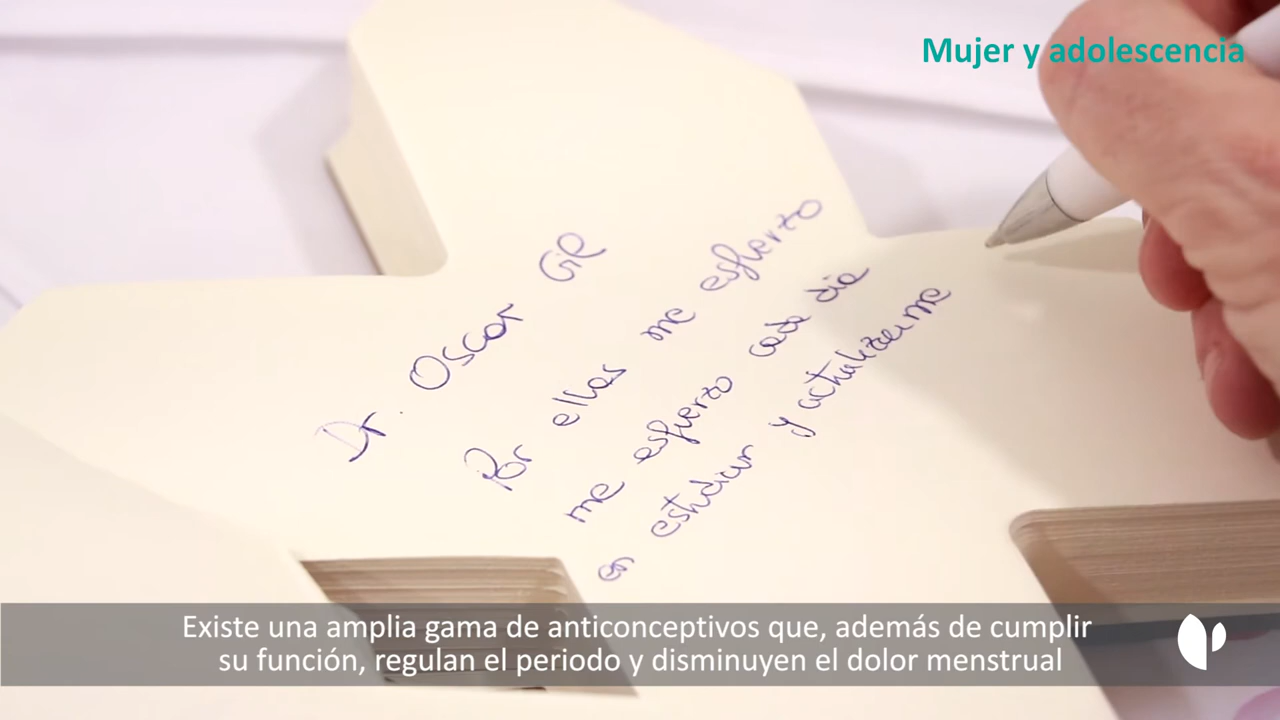 Mujer y adolescencia
Dr. Oscar Gil
Por ellas me esfuerzo
me esfuerzo cada día
en estudiar y actualizarme
Existe una amplia gama de anticonceptivos que, además de cumplir
su función, regulan el periodo y disminuyen el dolor menstrual